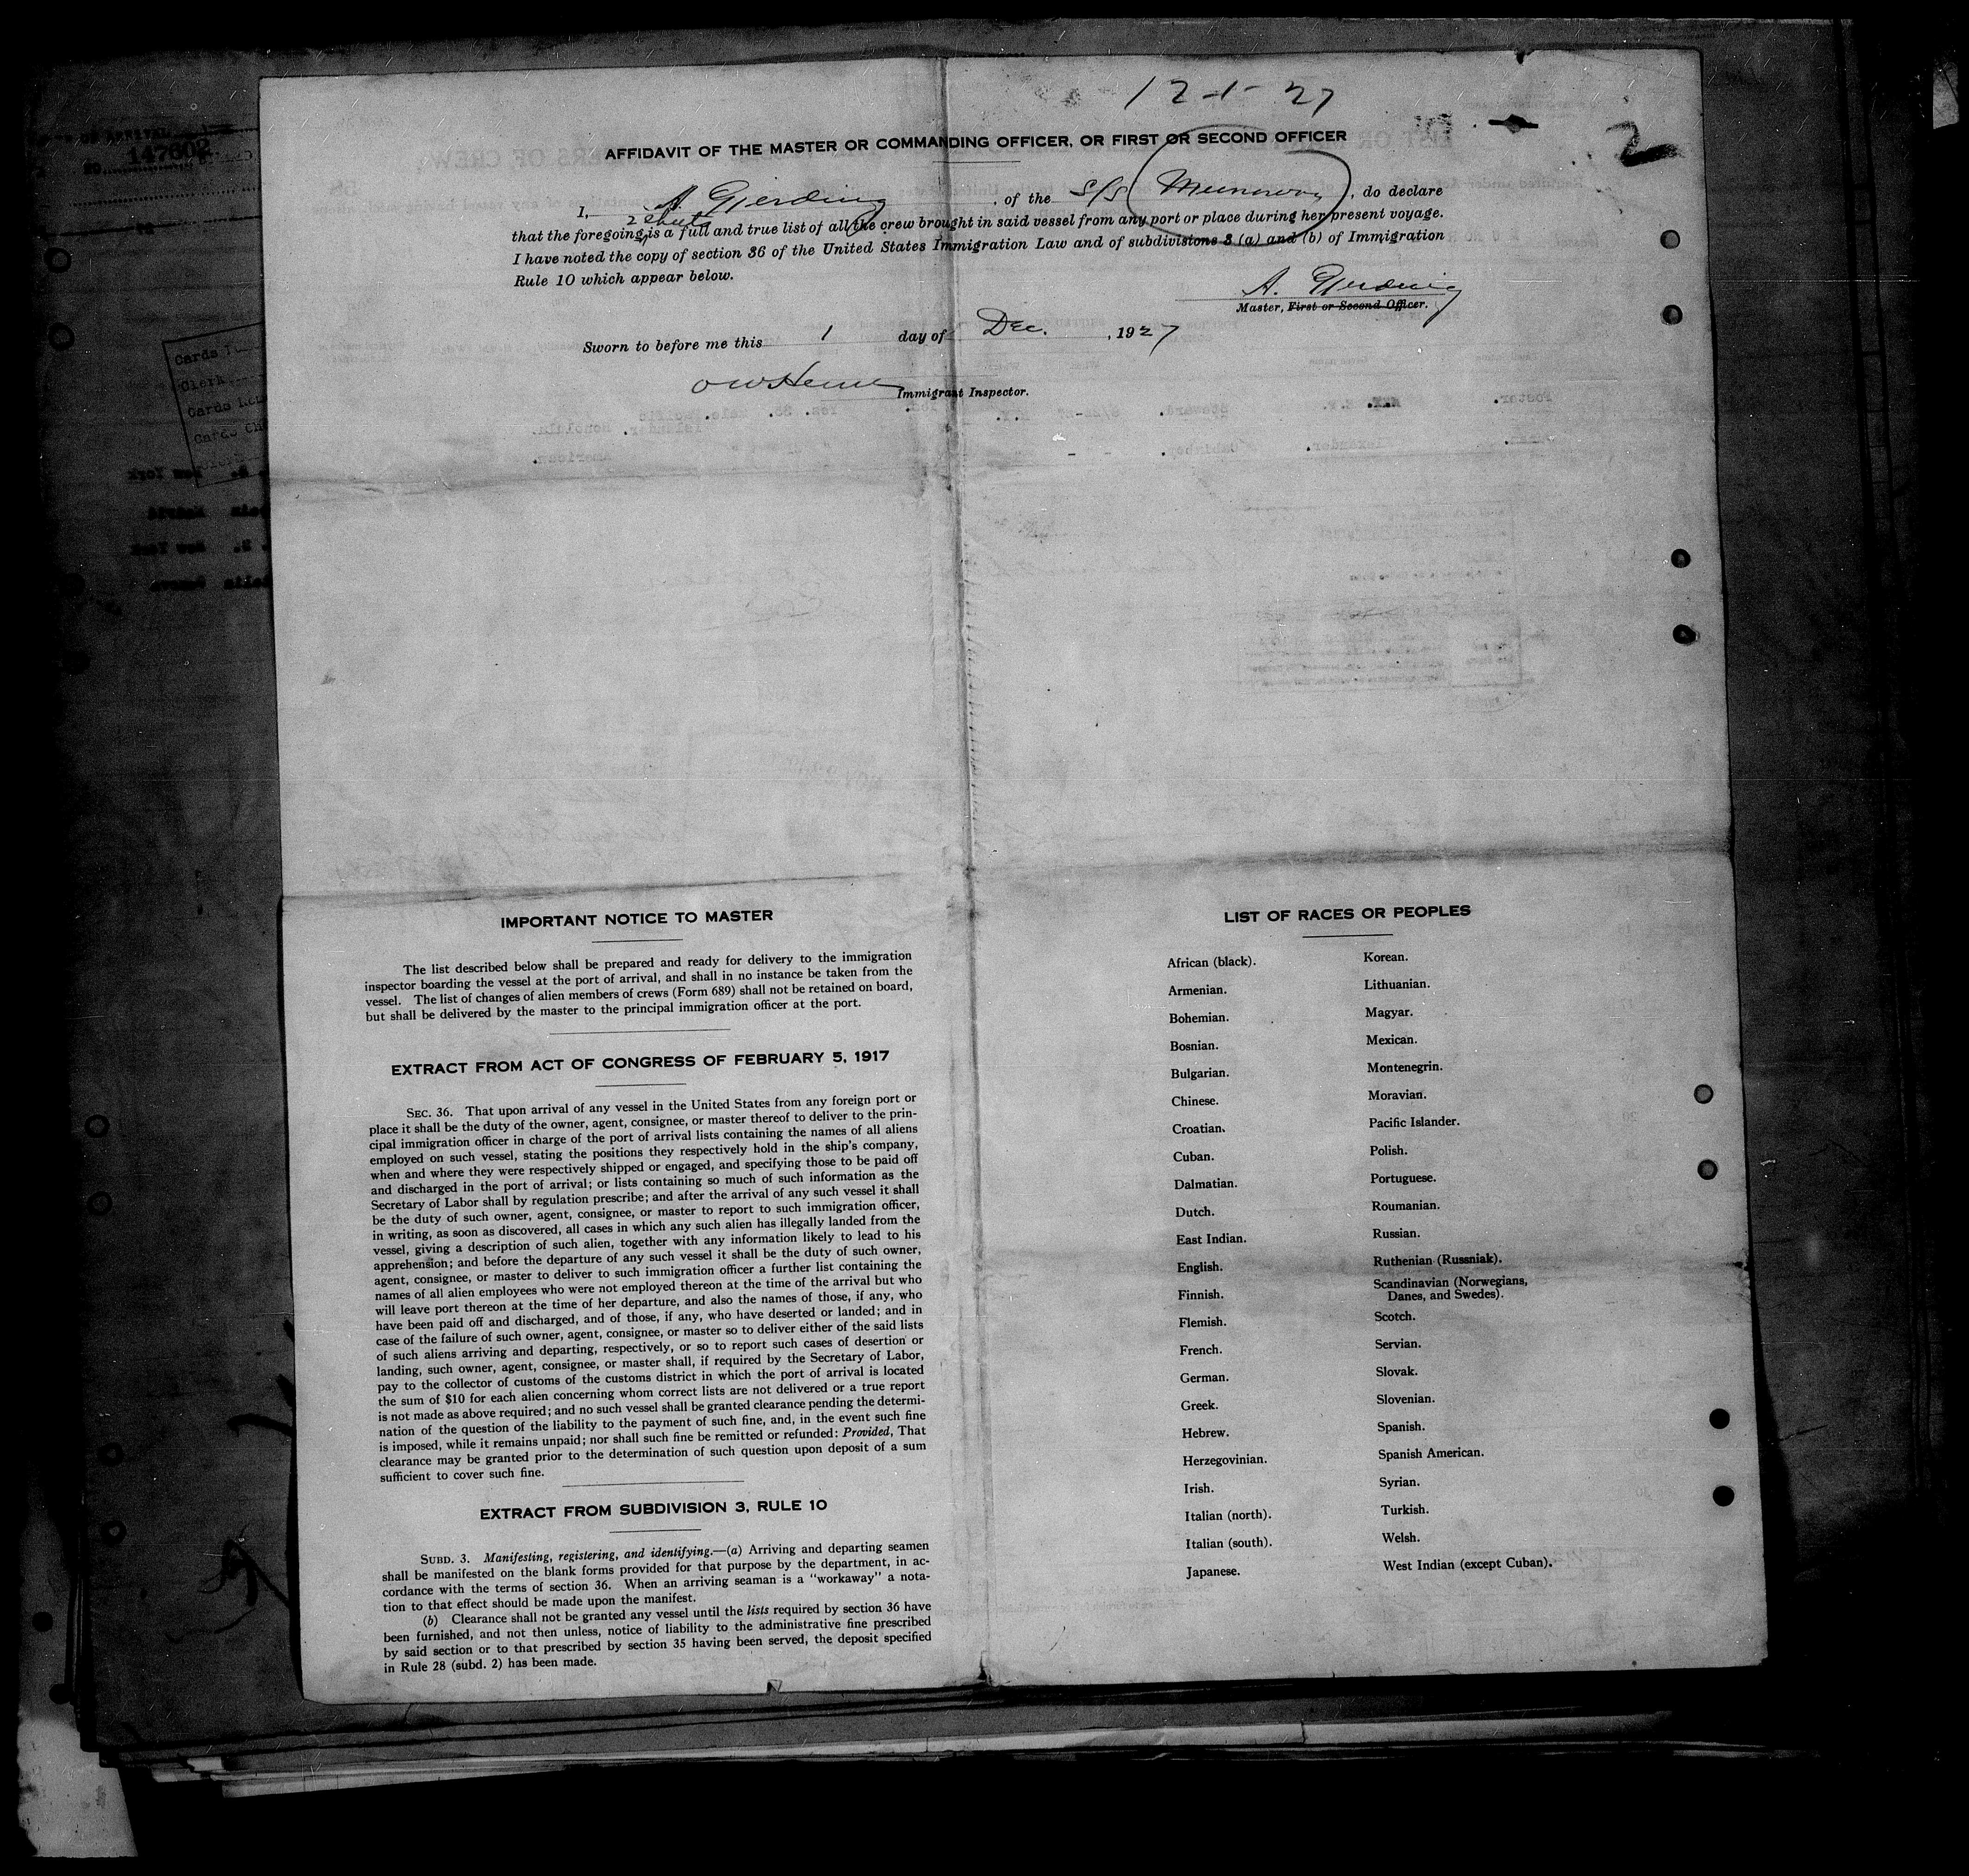 12-1-27
2
147602
AFFIDAVIT OF THE MASTER OR COMMANDING OFFICER, OR FIRST OR SECOND OFFICER
I, A Gjerding, of the S/S Munorway, do declare
2 sheets
that the foregoing is a full and true list of all the crew brought in said vessel from any port or place during her present voyage.
I have noted the copy of section 36 of the United States Immigration Law and of subdivisions 3 (a) and (b) of Immigration
Rule 10 which appear below.
A. Gjerding
Master, First or Second Officer.
Sworn to before me this 1 day of Dec., 1927
Immigrant Inspector.
IMPORTANT NOTICE TO MASTER
The list described below shall be prepared and ready for delivery to the immigration
inspector boarding the vessel at the port of arrival, and shall in no instance be taken from the
vessel. The list of changes of alien members of crews (Form 689) shall not be retained on board,
but shall be delivered by the master to the principal immigration officer at the port.
EXTRACT FROM ACT OF CONGRESS OF FEBRUARY 5, 1917
SEC. 36. That upon arrival of any vessel in the United States from any foreign port or
place it shall be the duty of the owner, agent, consignee, or master thereof to deliver to the prin-
cipal immigration officer in charge of the port of arrival lists containing the names of all aliens
employed on such vessel, stating the positions they respectively hold in the ship's company,
when and where they were respectively shipped or engaged, and specifying those to be paid off
and discharged in the port of arrival; or lists containing so much of such information as the
Secretary of Labor shall by regulation prescribe; and after the arrival of any such vessel it shall
be the duty of such owner, agent, consignee, or master to report to such immigration officer,
in writing, as soon as discovered, all cases in which any such alien has illegally landed from the
vessel, giving a description of such alien, together with any information likely to lead to his
apprehension; and before the departure of any such vessel it shall be the duty of such owner,
agent, consignee, or master to deliver to such immigration officer a further list containing the
names of all alien employees who were not employed thereon at the time of the arrival but who
will leave port thereon at the time of her departure, and also the names of those, if any, who
have been paid off and discharged, and of those, if any, who have deserted or landed; and in
case of the failure of such owner, agent, consignee, or master so to deliver either of the said lists
of such aliens arriving and departing, respectively, or so to report such cases of desertion or
landing, such owner, agent, consignee, or master shall, if required by the Secretary of Labor,
pay to the collector of customs of the customs district in which the port of arrival is located
the sum of $10 for each alien concerning whom correct lists are not delivered or a true report
is not made as above required; and no such vessel shall be granted clearance pending the determi-
nation of the question of the liability to the payment of such fine, and, in the event such fine
is imposed, while it remains unpaid; nor shall such fine be remitted or refunded: Provided, That
clearance may be granted prior to the determination of such question upon deposit of a sum
sufficient to cover such fine.
EXTRACT FROM SUBDIVISION 3, RULE 10
SUBD. 3. Manifesting, registering, and identifying.—(a) Arriving and departing seamen
shall be manifested on the blank forms provided for that purpose by the department, in ac-
cordance with the terms of section 36. When an arriving seaman is a "workaway" a nota-
tion to that effect should be made upon the manifest.
(b) Clearance shall not be granted any vessel until the lists required by section 36 have
been furnished, and not then unless, notice of liability to the administrative fine prescribed
by said section or to that prescribed by section 35 having been served, the deposit specified
in Rule 28 (subd. 2) has been made.
LIST OF RACES OR PEOPLES
African (black).
Armenian.
Bohemian.
Bosnian.
Bulgarian.
Chinese.
Croatian.
Cuban.
Dalmatian.
Dutch.
East Indian.
English.
Finnish.
Flemish.
French.
German.
Greek.
Hebrew.
Herzegovinian.
Irish.
Italian (north).
Italian (south).
Japanese.
Korean.
Lithuanian.
Magyar.
Mexican.
Montenegrin.
Moravian.
Pacific Islander.
Polish.
Portuguese.
Roumanian.
Russian.
Ruthenian (Russniak).
Scandinavian (Norwegians,
Danes, and Swedes).
Scotch.
Servian.
Slovak.
Slovenian.
Spanish.
Spanish American.
Syrian.
Turkish.
Welsh.
West Indian (except Cuban).